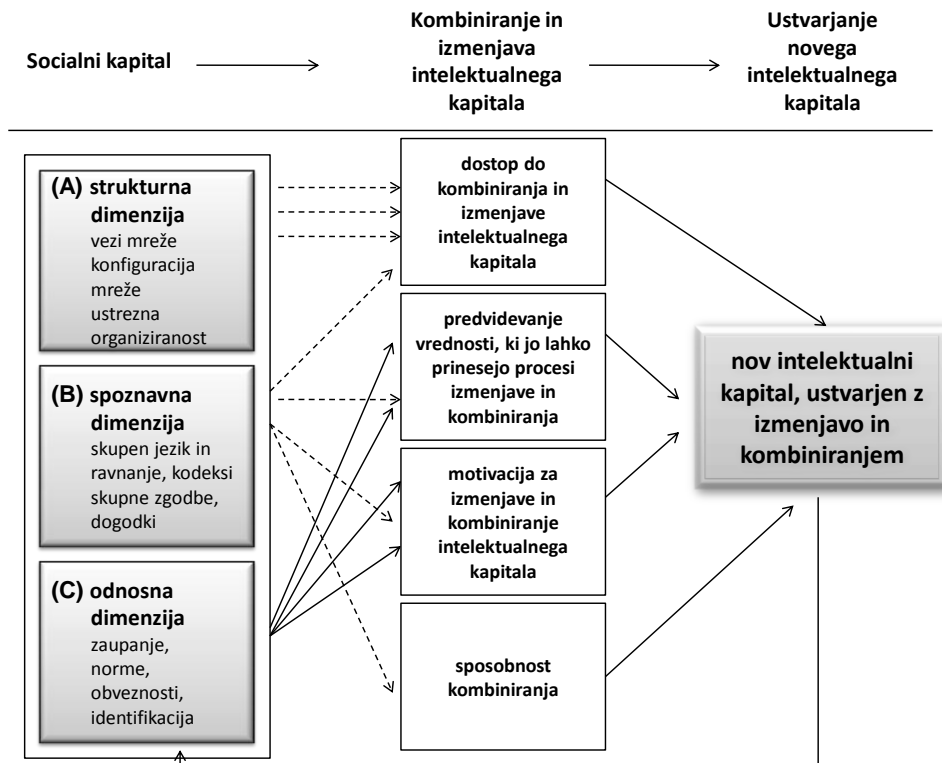 Socialni kapital
Kombiniranje in
izmenjava
intelektualnega
kapitala
Ustvarjanje
novega
intelektualnega
kapitala
(A) strukturna
dimenzija
vezi mreže
konfiguracija
mreže
ustrezna
organiziranost
(B) spoznavna
dimenzija
skupen jezik in
ravnanje, kodeksi
skupne zgodbe,
dogodki
(C) odnosna
dimenzija
zaupanje,
norme,
obveznosti,
identifikacija
dostop do
kombiniranja in
izmenjave
intelektualnega
kapitala
predvidevanje
vrednosti, ki jo lahko
prinesejo procesi
izmenjave in
kombiniranja
motivacija za
izmenjave in
kombiniranje
intelektualnega
kapitala
sposobnost
kombiniranja
nov intelektualni
kapital, ustvarjen z
izmenjavo in
kombiniranjem